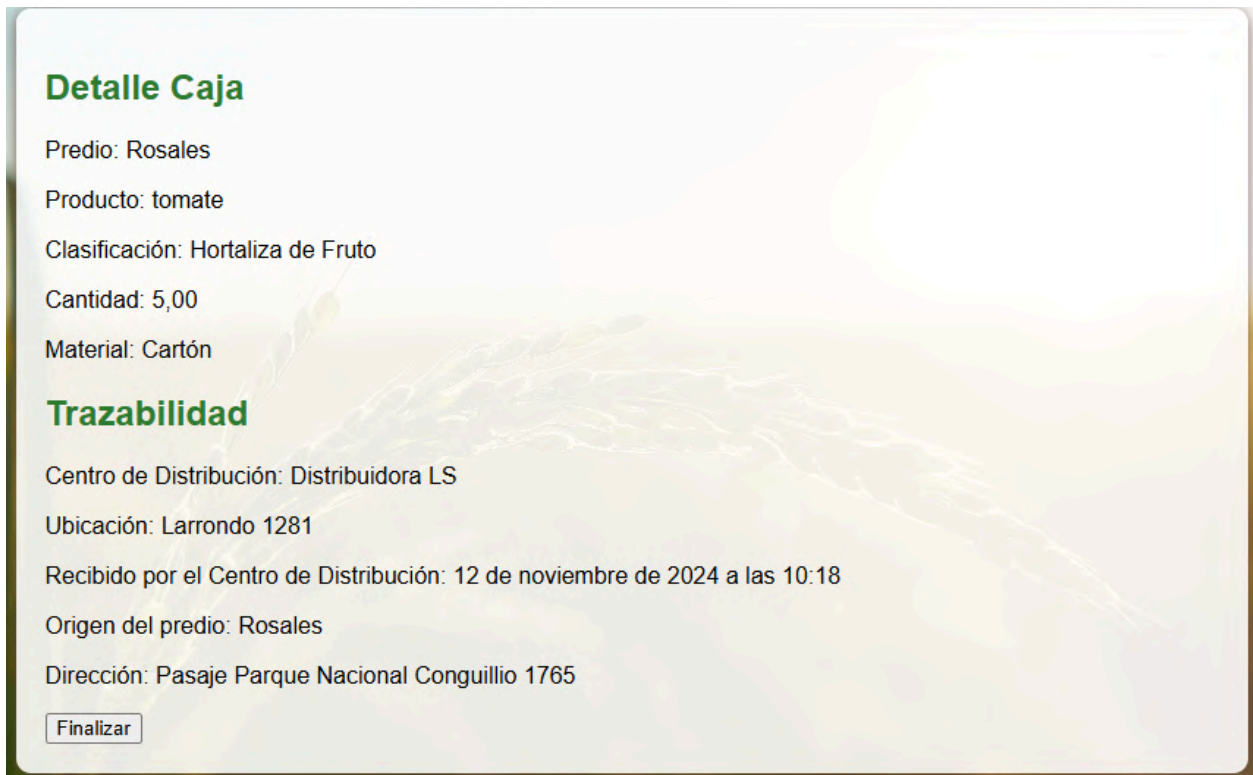 Detalle Caja
Predio: Rosales
Producto: tomate
Clasificación: Hortaliza de Fruto
Cantidad: 5,00
Material: Cartón
Trazabilidad
Centro de Distribución: Distribuidora LS
Ubicación: Larrondo 1281
Recibido por el Centro de Distribución: 12 de noviembre de 2024 a las 10:18
Origen del predio: Rosales
Dirección: Pasaje Parque Nacional Conguillio 1765
Finalizar